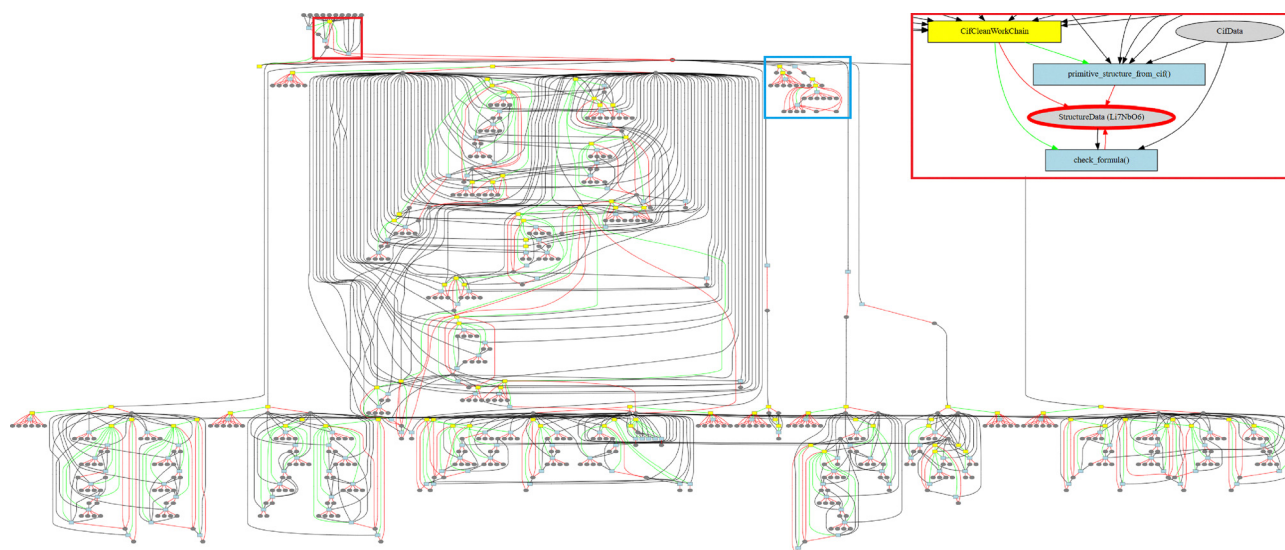 CifCleanWorkChain
CifData
primitive_structure_from_cif()
StructureData (Li7NbO6)
check_formula()